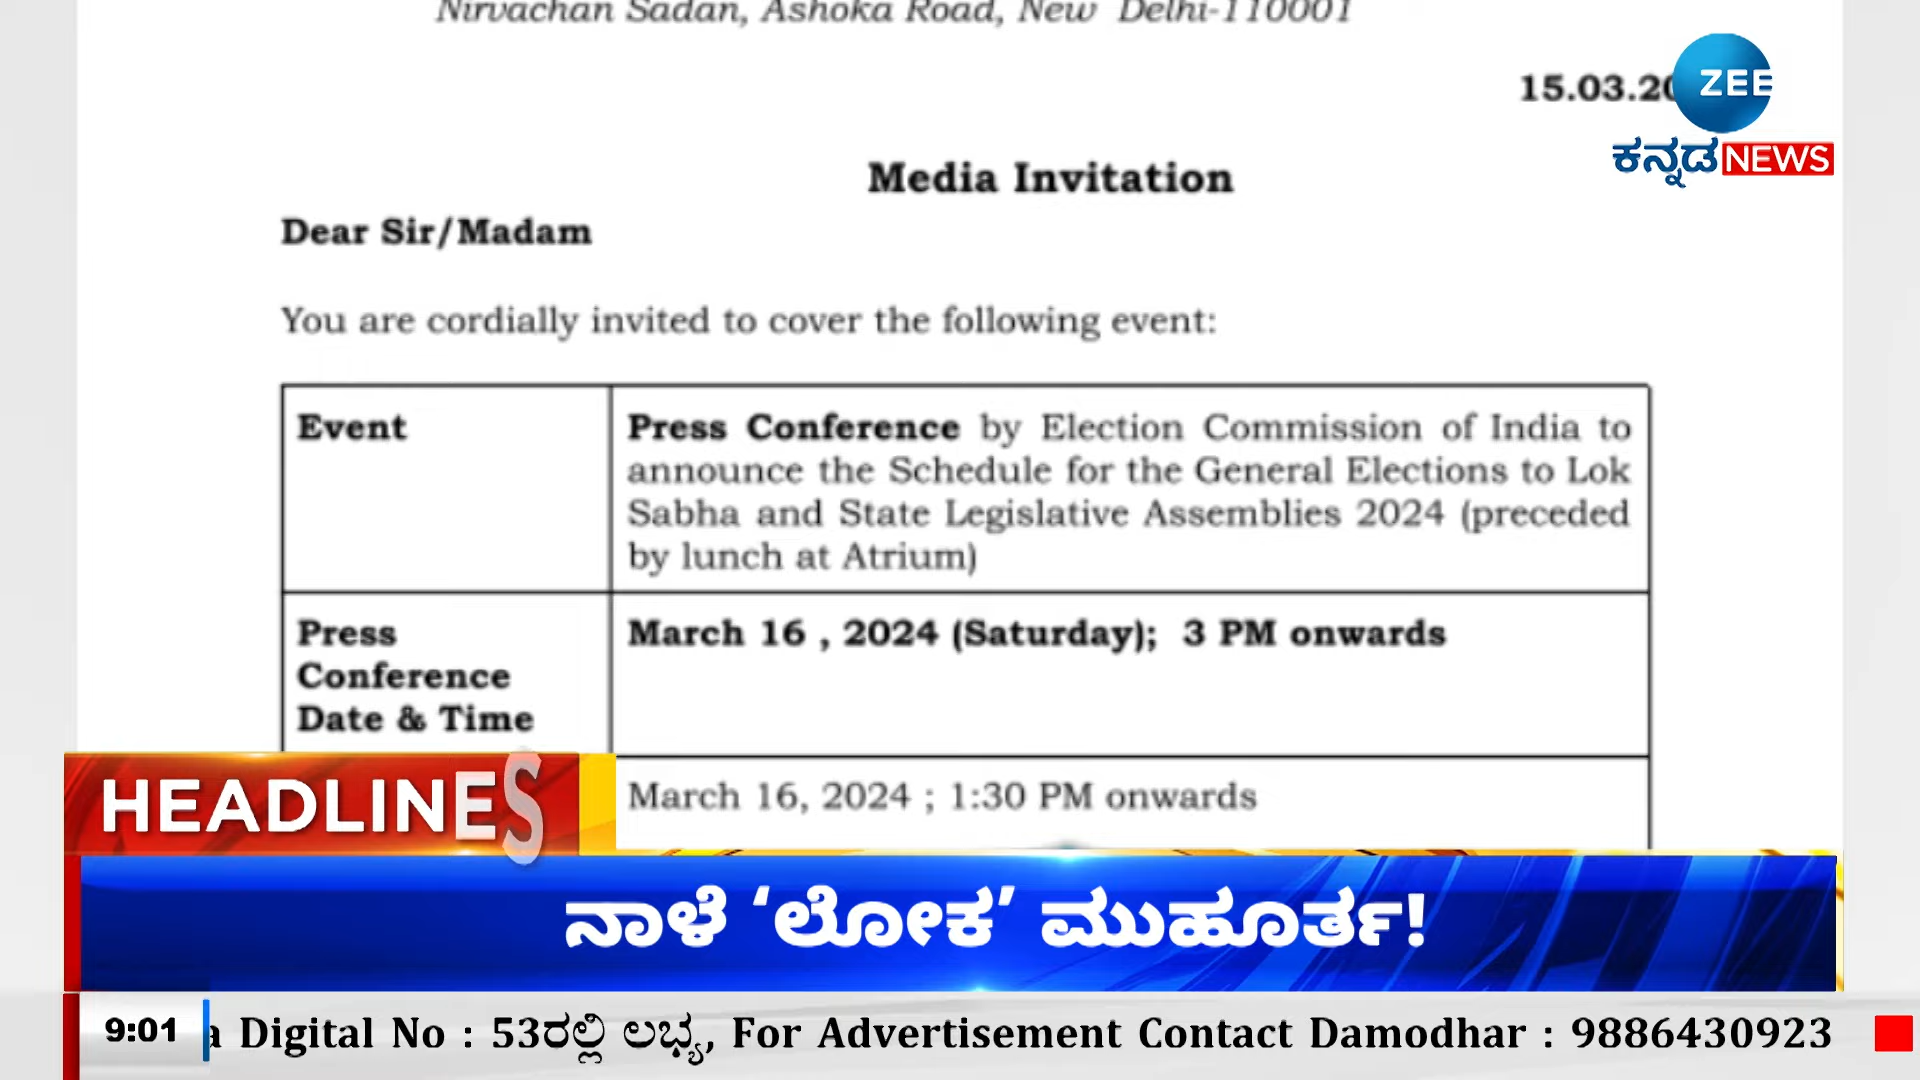 Nirvachan Sadan, Ashoka Road, New Delhi-110001
15.03.20
ZEE
ಕನ್ನಡ NEWS
Media Invitation
Dear Sir/Madam
You are cordially invited to cover the following event:
Event
Press Conference by Election Commission of India to
announce the Schedule for the General Elections to Lok
Sabha and State Legislative Assemblies 2024 (preceded
by lunch at Atrium)
Press
Conference
Date & Time
March 16 , 2024 (Saturday); 3 PM onwards
March 16, 2024 ; 1:30 PM onwards
HEADLINES
ನಾಳೆ ‘ಲೋಕ’ ಮುಹೂರ್ತ!
9:01
a Digital No : 53ರಲ್ಲಿ ಲಭ್ಯ, For Advertisement Contact Damodhar : 9886430923